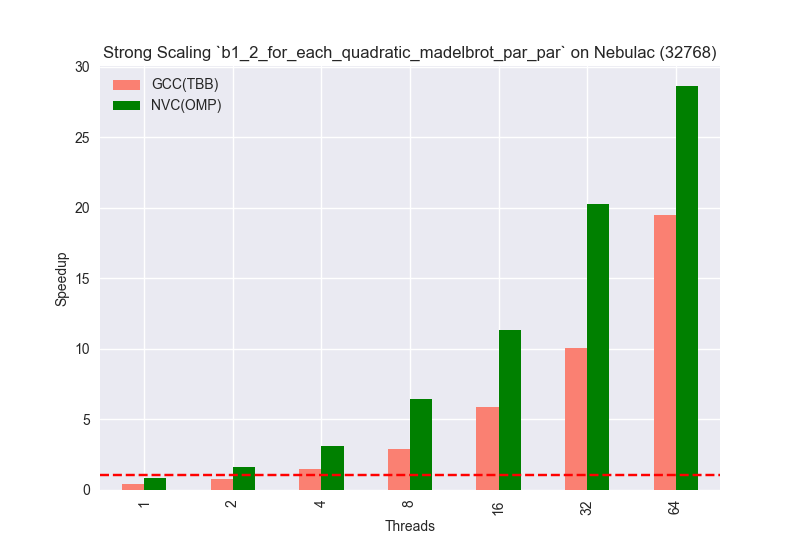 Strong Scaling `b1_2_for_each_quadratic_madelbrot_par_par` on Nebulac (32768)
GCC(TBB)
NVC(OMP)
30
25
20
15
10
5
0
Speedup
1 2 4 8 16 32 64
Threads